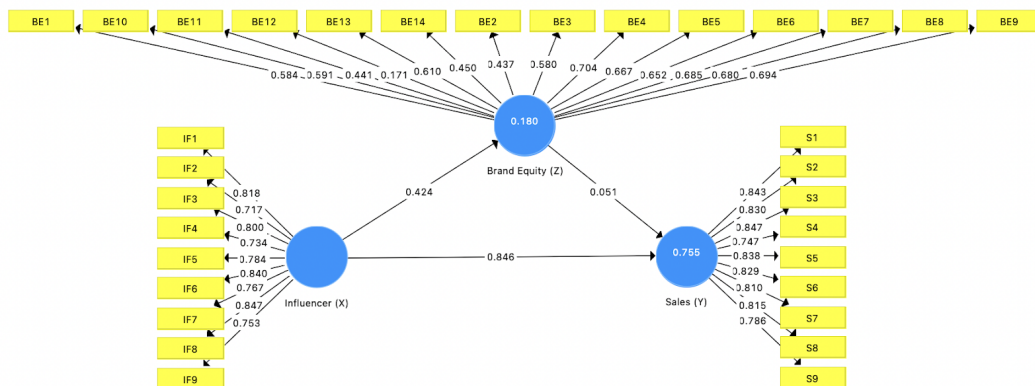 BE1 BE10 BE11 BE12 BE13 BE14 BE2 BE3 BE4 BE5 BE6 BE7 BE8 BE9
0.584 0.591 0.441 0.171 0.610 0.450 0.437 0.580 0.704 0.667 0.652 0.685 0.680 0.694
0.180
Brand Equity (Z)
0.424
0.051
IF1
IF2
IF3
IF4
IF5
IF6
IF7
IF8
IF9
0.818
0.717
0.800
0.734
0.784
0.840
0.767
0.847
0.753
Influencer (X)
0.846
0.755
Sales (Y)
0.843
0.830
0.847
0.747
0.838
0.829
0.810
0.815
0.786
S1
S2
S3
S4
S5
S6
S7
S8
S9